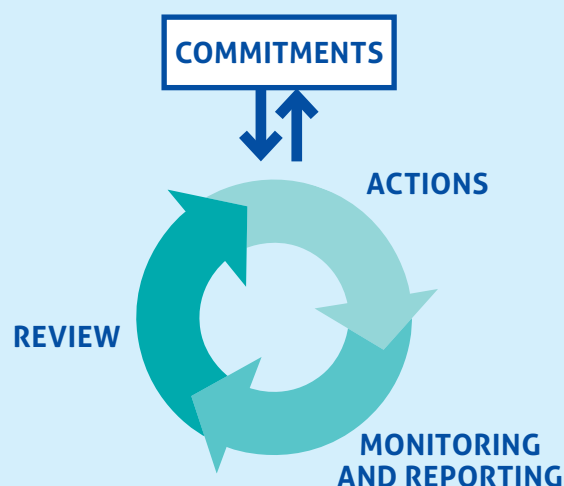 COMMITMENTS
ACTIONS
REVIEW
MONITORING
AND REPORTING